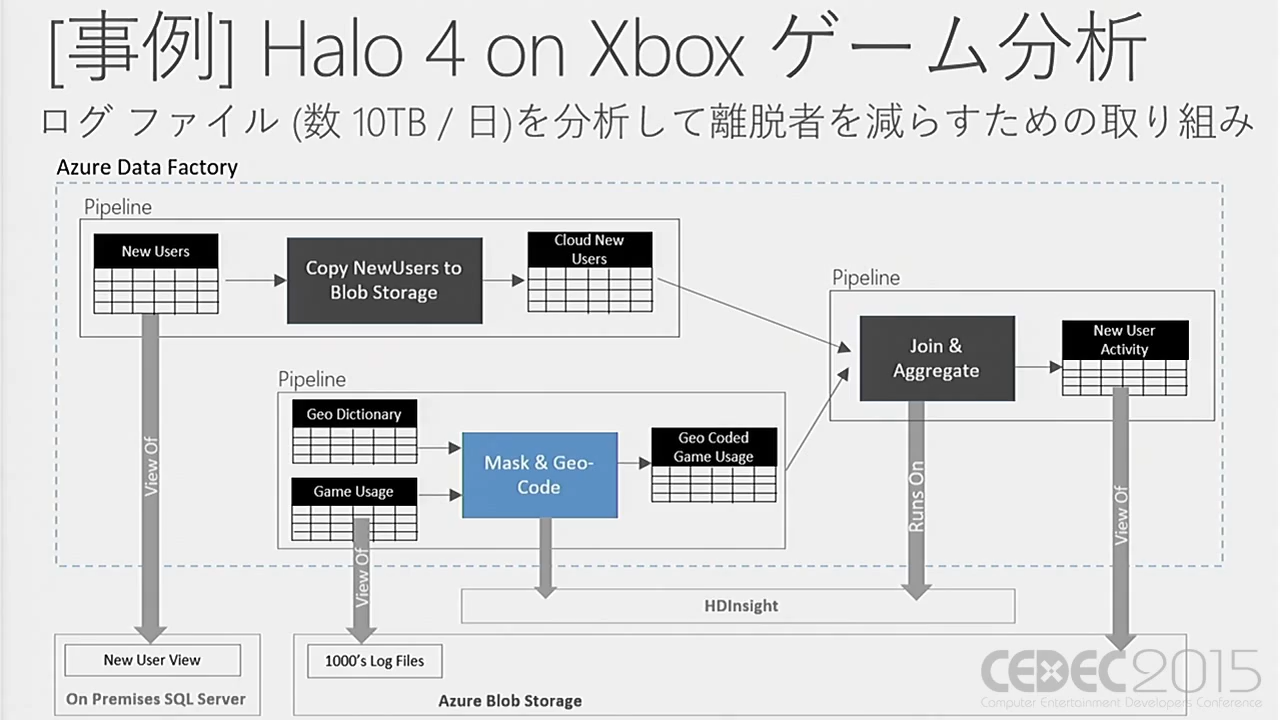 [事例] Halo 4 on Xbox ゲーム分析
ログ ファイル (数 10TB / 日)を分析して離脱者を減らすための取り組み
Azure Data Factory
Pipeline
New Users
Copy NewUsers to
Blob Storage
Cloud New
Users
Pipeline
Join &
Aggregate
New User
Activity
Pipeline
Geo Dictionary
Game Usage
Mask & Geo-
Code
Geo Coded
Game Usage
View Of
View Of
Runs On
View Of
HDInsight
New User View
On Premises SQL Server
1000's Log Files
Azure Blob Storage
CEDEC2015
Computer Entertainment Developers Conference